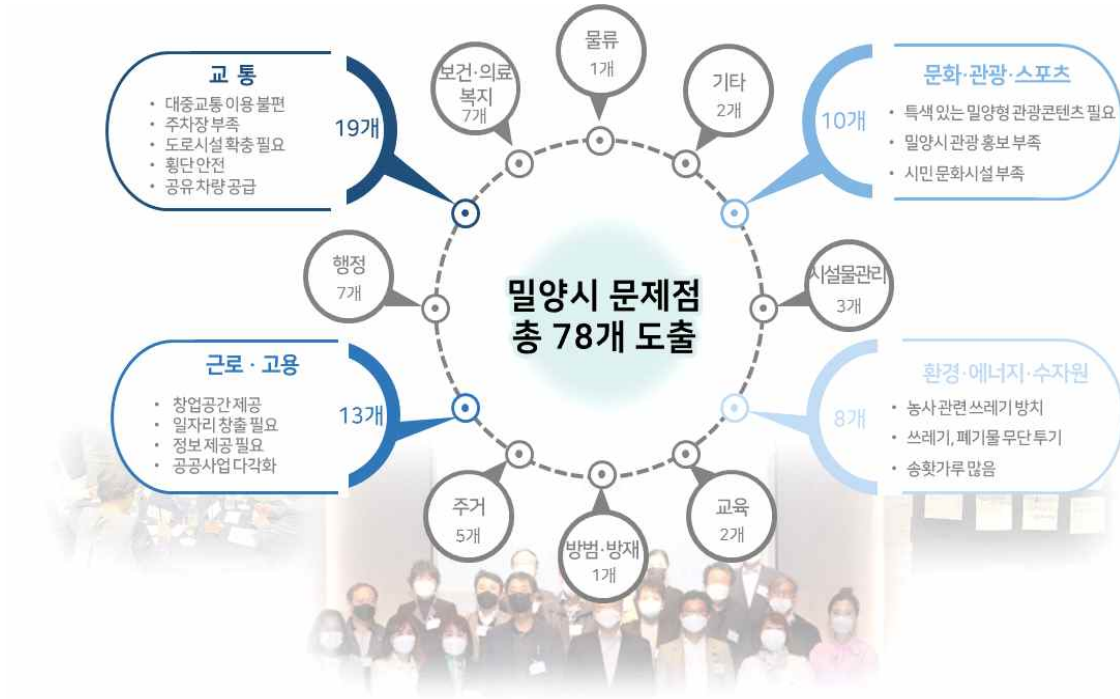 교 통
• 대중교통 이용 불편
• 주차장 부족
• 도로시설 확충 필요
• 횡단 안전
• 공유 차량 공급
19개
보건·의료
복지
7개
물류
1개
기타
2개
문화·관광·스포츠
10개
• 특색 있는 밀양형 관광콘텐츠 필요
• 밀양시 관광 홍보 부족
• 시민 문화시설 부족
행정
7개
밀양시 문제점
총 78개 도출
시설물관리
3개
근로 · 고용
• 창업공간 제공
• 일자리 창출 필요
• 정보 제공 필요
• 공공사업 다각화
13개
환경·에너지·수자원
8개
• 농사 관련 쓰레기 방치
• 쓰레기, 폐기물 무단 투기
• 송홧가루 많음
주거
5개
방범·방재
1개
교육
2개